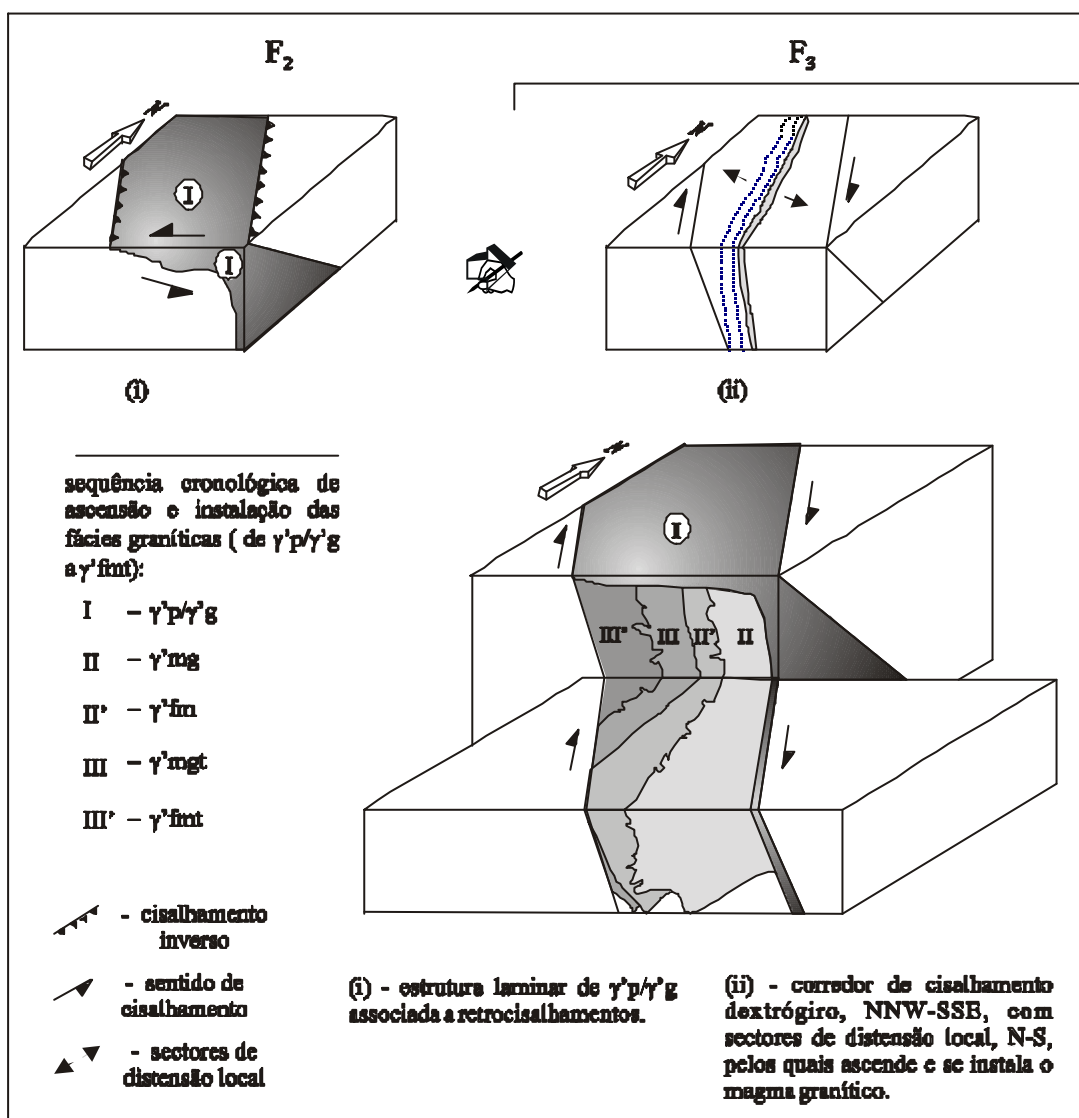 F2
F3
N
N
I
I
(i)
(ii)
sequência cronológica de
ascensão e instalação das
fácies graníticas ( de γ'p/γ'g
a γ'fmt):
I – γ'p/γ'g
II – γ'mg
II' – γ'fm
III – γ'mgt
III' – γ'fmt
N
I
III' III II' II
- cisalhamento
inverso
- sentido de
cisalhamento
- sectores de
distensão local
(i) - estrutura laminar de γ'p/γ'g
associada a retrocisalhamentos.
(ii) - corredor de cisalhamento
dextrógiro, NNW-SSE, com
sectores de distensão local, N-S,
pelos quais ascende e se instala o
magma granítico.